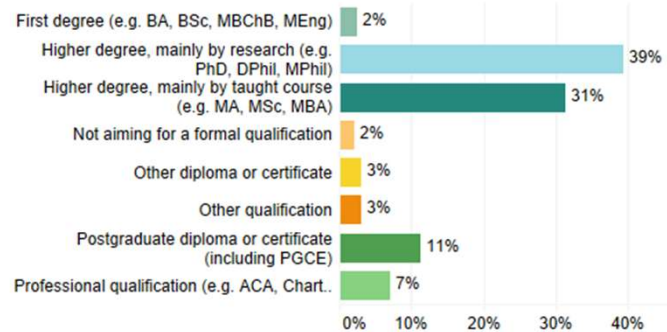 First degree (e.g. BA, BSc, MBChB, MEng) 2%
Higher degree, mainly by research (e.g.
PhD, DPhil, MPhil) 39%
Higher degree, mainly by taught course
(e.g. MA, MSc, MBA) 31%
Not aiming for a formal qualification 2%
Other diploma or certificate 3%
Other qualification 3%
Postgraduate diploma or certificate
(including PGCE) 11%
Professional qualification (e.g. ACA, Chart.. 7%
0% 10% 20% 30% 40%